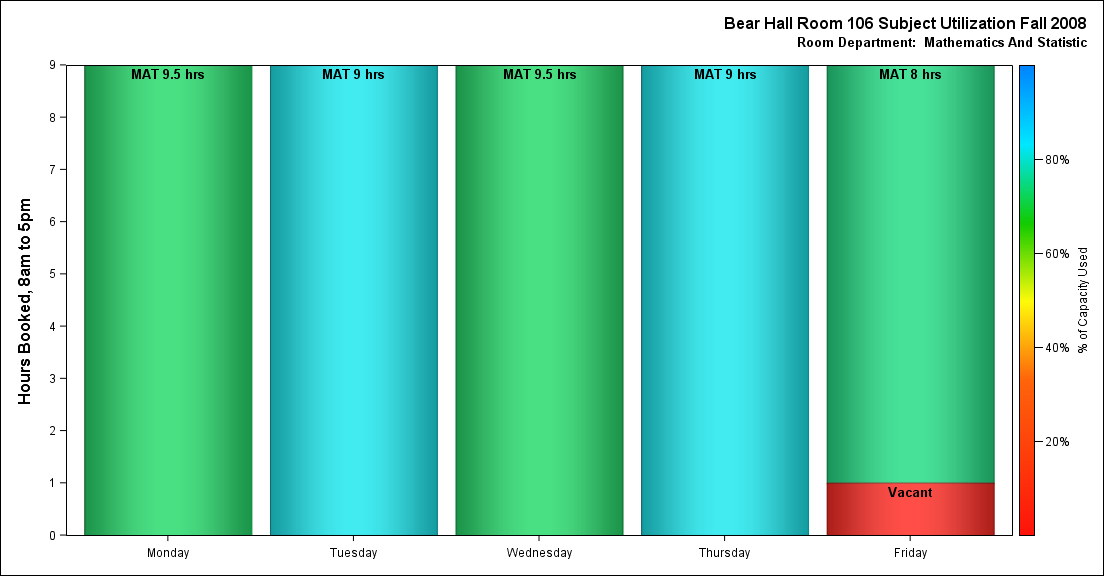 Bear Hall Room 106 Subject Utilization Fall 2008
Room Department:  Mathematics And Statistic
Hours Booked, 8am to 5pm
9
8
7
6
5
4
3
2
1
0
MAT 9.5 hrs
MAT 9 hrs
MAT 9.5 hrs
MAT 9 hrs
MAT 8 hrs
Vacant
Monday
Tuesday
Wednesday
Thursday
Friday
80%
60%
40%
20%
% of Capacity Used